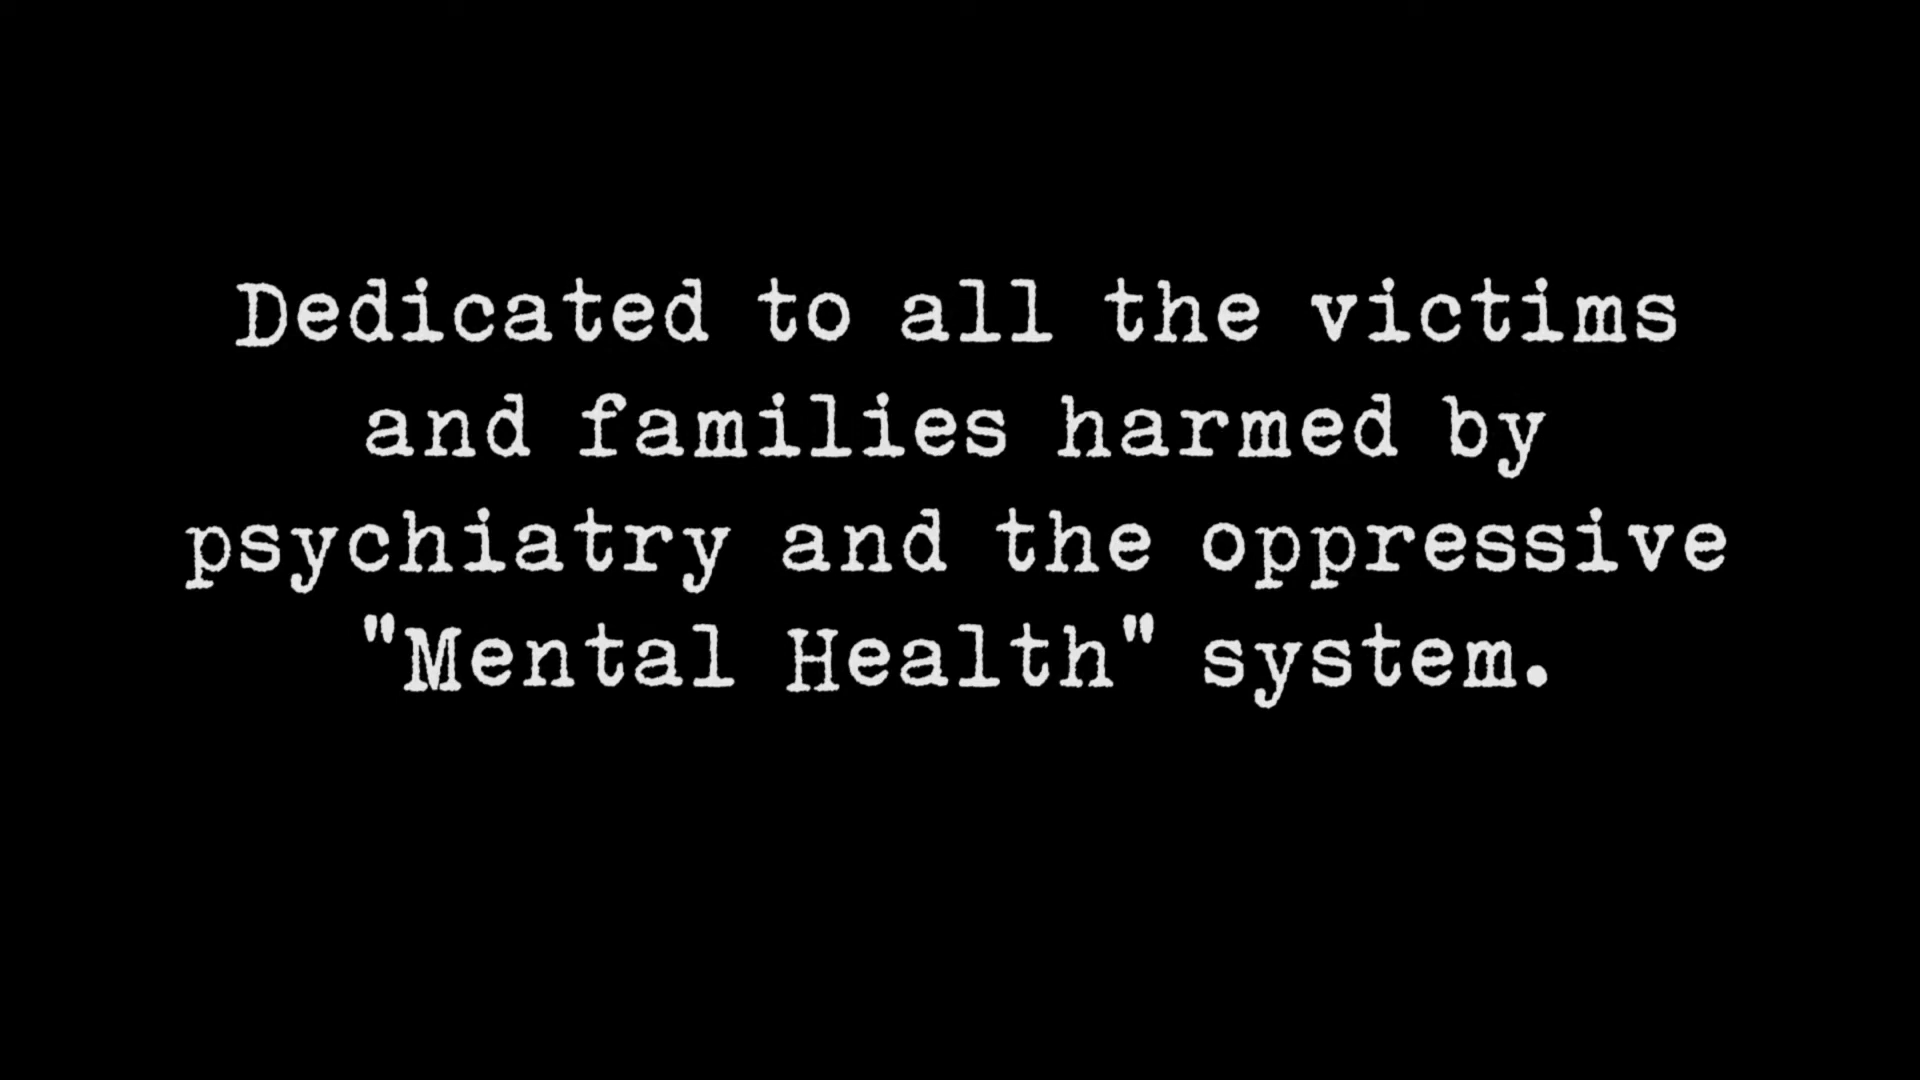 Dedicated to all the victims
and families harmed by
psychiatry and the oppressive
"Mental Health" system.